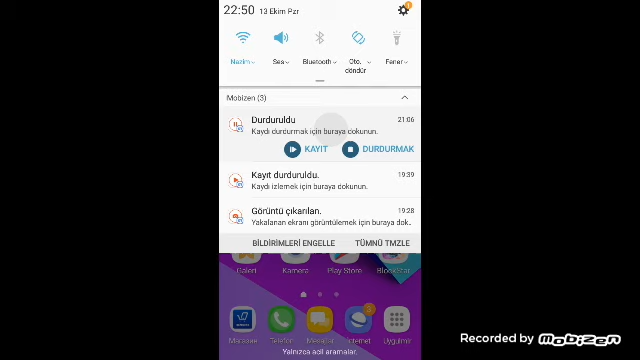 22:50 13 Ekim Pzr
Nazim Ses Bluetooth Oto. döndür Fener
Mobizen (3)
Durduruldu 21:06
Kaydı durdurmak için buraya dokunun.
KAYIT DURDURMAK
Kayıt durduruldu. 19:39
Kaydı izlemek için buraya dokunun.
Görüntü çıkarılan. 19:28
Yakalanan ekranı görüntülemek için buraya dok..
BİLDİRİMLERİ ENGELLE TÜMNÜ TMZLE
Galeri Kamera Play Store
Mağazası Telefon Mesajlar İnternet Uygulmlr
Yalnızca acil aramalar.
Recorded by MOBIZEN